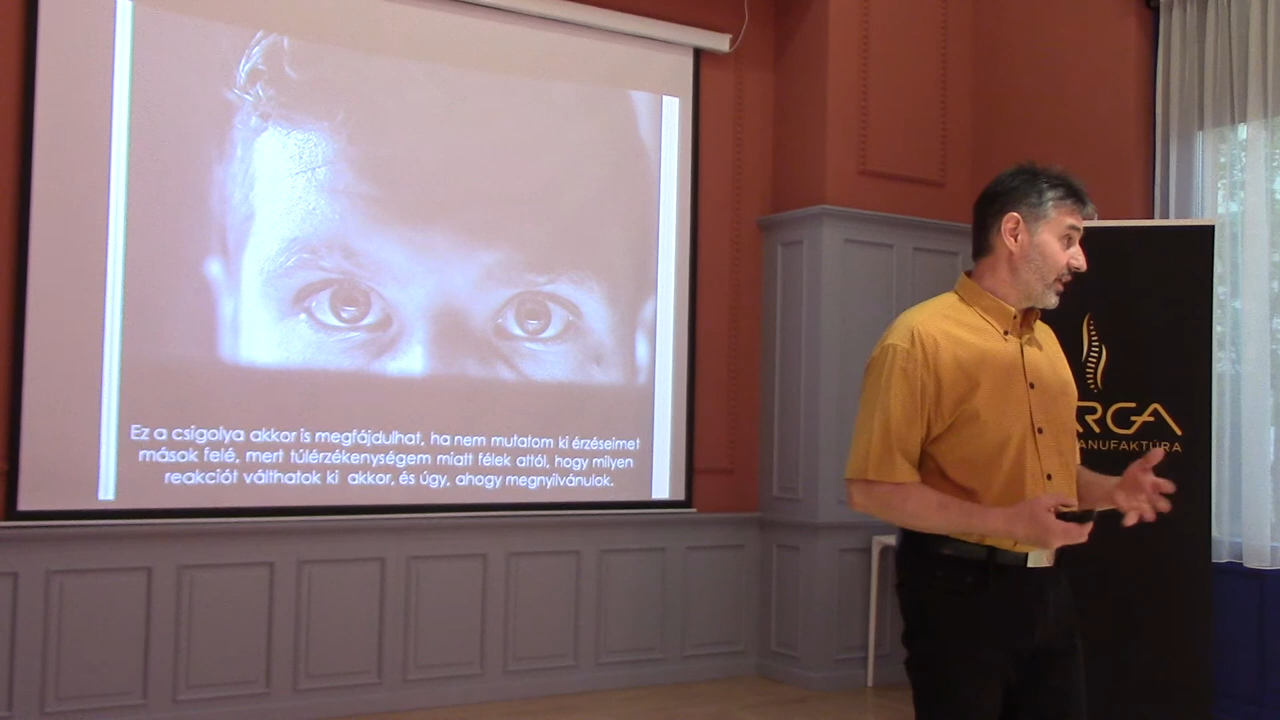 Ez a csigolya akkor is megfájdulhat, ha nem mutatom ki érzéseimet
mások felé, mert túlérzékenységem miatt félek attól, hogy milyen
reakciót válthatok ki akkor, és úgy, ahogy megnyilvánulok.
RGA
ANUFAKTÚRA